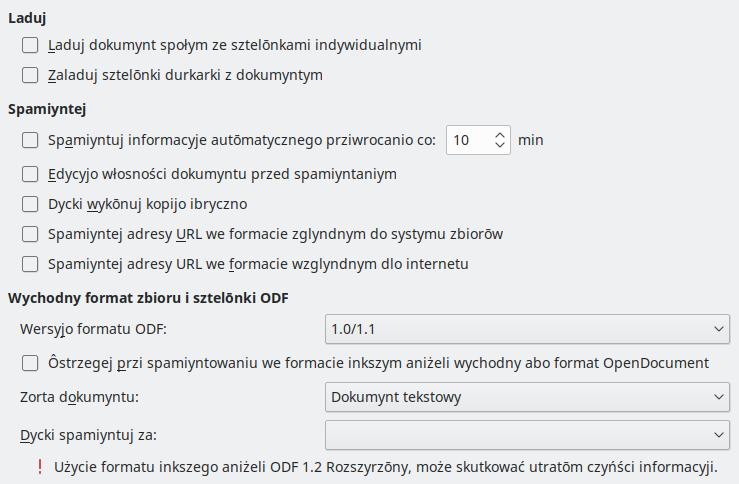 Laduj
Laduj dokumynt społym ze sztelōnkami indywidualnymi
Zaladuj sztelōnki durkarki z dokumyntym
Spamiyntej
Spamiyntuj informacyje autōmatycznego prziwrocanio co: 10 min
Edycyjo włosności dokumyntu przed spamiyntaniym
Dycki wykōnuj kopijo ibryczno
Spamiyntej adresy URL we formacie zglyndnym do systymu zbiorōw
Spamiyntej adresy URL we formacie wzglyndnym dlo internetu
Wychodny format zbioru i sztelōnki ODF
Wersyjo formatu ODF: 1.0/1.1
Ôstrzegej przi spamiyntowaniu we formacie inkszym aniżeli wychodny abo format OpenDocument
Zorta dokumyntu: Dokumynt tekstowy
Dycki spamiyntuj za:
Użycie formatu inkszego aniżeli ODF 1.2 Rozszyrzōny, może skutkować utratōm czyńści informacyji.